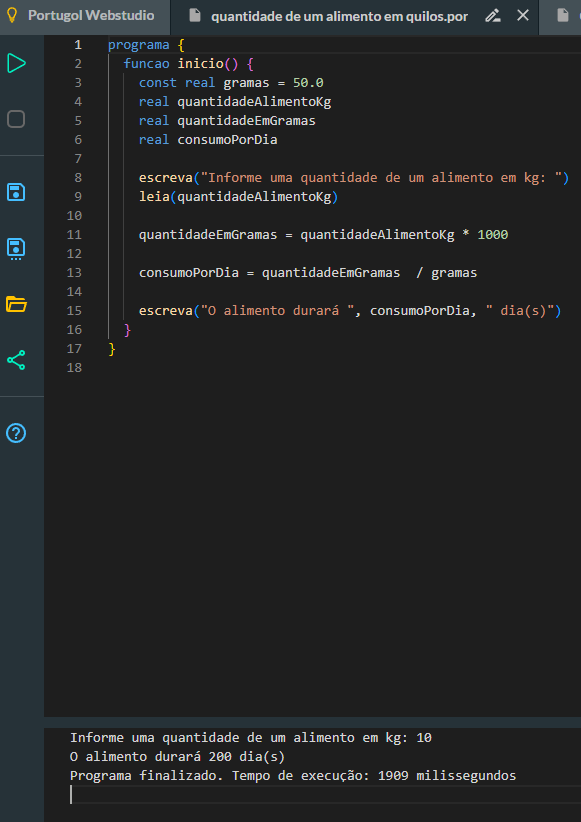 Portugol Webstudio
quantidade de um alimento em quilos.por
1 programa {
2   funcao inicio() {
3     const real gramas = 50.0
4     real quantidadeAlimentoKg
5     real quantidadeEmGramas
6     real consumoPorDia
7
8     escreva("Informe uma quantidade de um alimento em kg: ")
9     leia(quantidadeAlimentoKg)
10
11     quantidadeEmGramas = quantidadeAlimentoKg * 1000
12
13     consumoPorDia = quantidadeEmGramas  / gramas
14
15     escreva("O alimento durará ", consumoPorDia, " dia(s)")
16   }
17 }
18
Informe uma quantidade de um alimento em kg: 10
O alimento durará 200 dia(s)
Programa finalizado. Tempo de execução: 1909 milissegundos